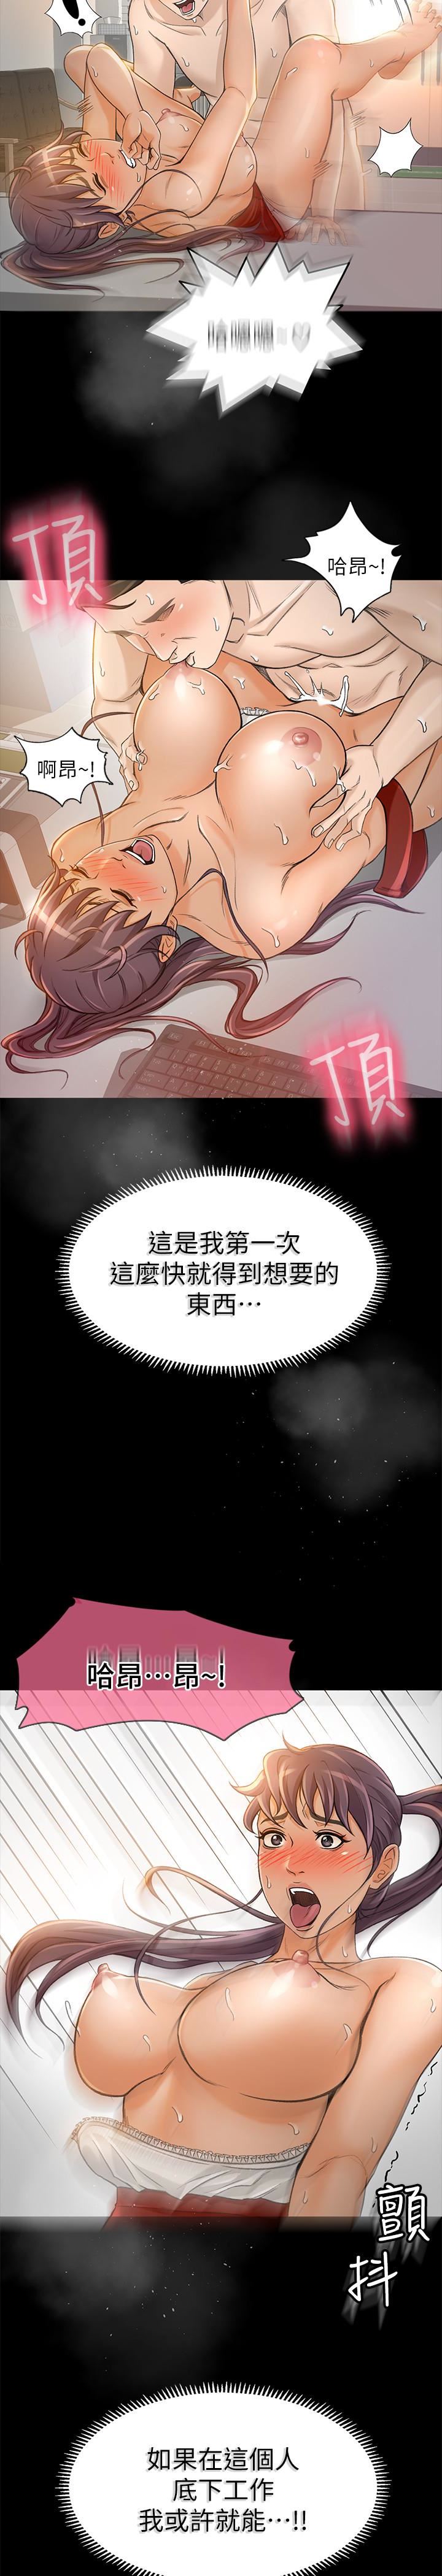 頂
哈昂~!
啊昂~!
頂
這是我第一次
這麼快就得到想要的
東西…
哈昂…昂~!
顫
抖
如果在這個人
底下工作
我或許就能…!!